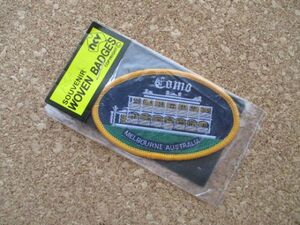 SOUVENIR
WOVEN BADGES
Como
MELBOURNE AUSTRALIA